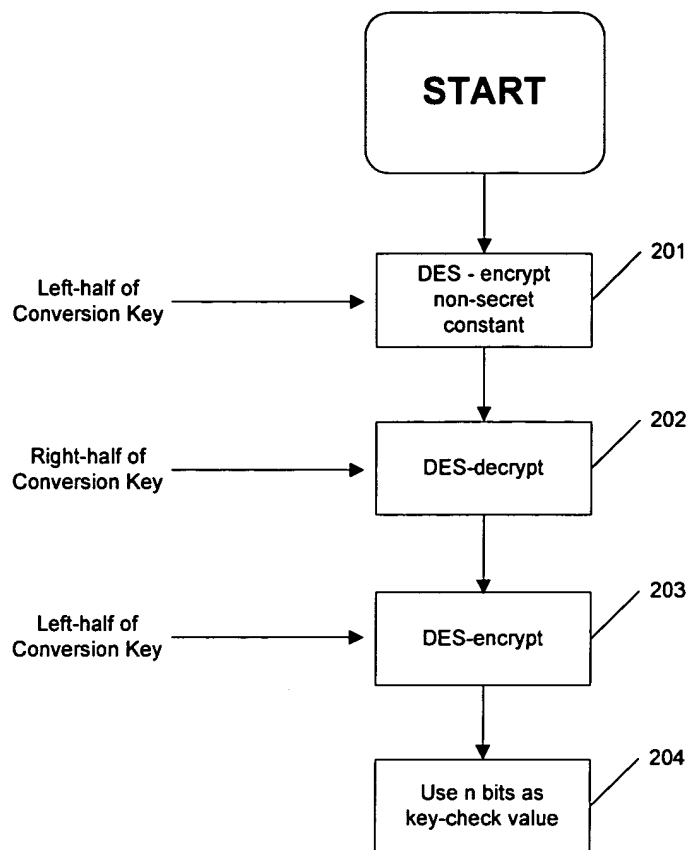 START
201
DES - encrypt
non-secret
constant
Left-half of
Conversion Key
202
Right-half of
Conversion Key
DES-decrypt
203
Left-half of
Conversion Key
DES-encrypt
204
Use n bits as
key-check value